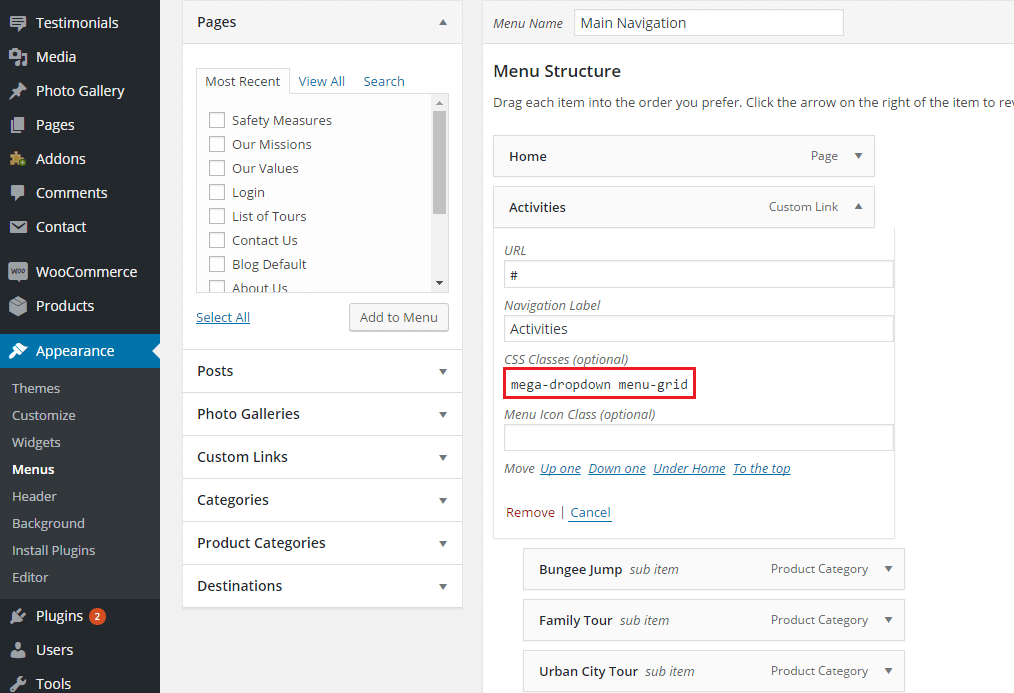 Testimonials
Media
Photo Gallery
Pages
Addons
Comments
Contact
WOO WooCommerce
Products
Appearance
Themes
Customize
Widgets
Menus
Header
Background
Install Plugins
Editor
Plugins 2
Users
Tools
Pages
Most Recent View All Search
Safety Measures
Our Missions
Our Values
Login
List of Tours
Contact Us
Blog Default
About Us
Select All Add to Menu
Posts
Photo Galleries
Custom Links
Categories
Product Categories
Destinations
Menu Name Main Navigation
Menu Structure
Drag each item into the order you prefer. Click the arrow on the right of the item to rev
Home Page
Activities Custom Link
URL
#
Navigation Label
Activities
CSS Classes (optional)
mega-dropdown menu-grid
Menu Icon Class (optional)
Move Up one Down one Under Home To the top
Remove | Cancel
Bungee Jump sub item Product Category
Family Tour sub item Product Category
Urban City Tour sub item Product Category